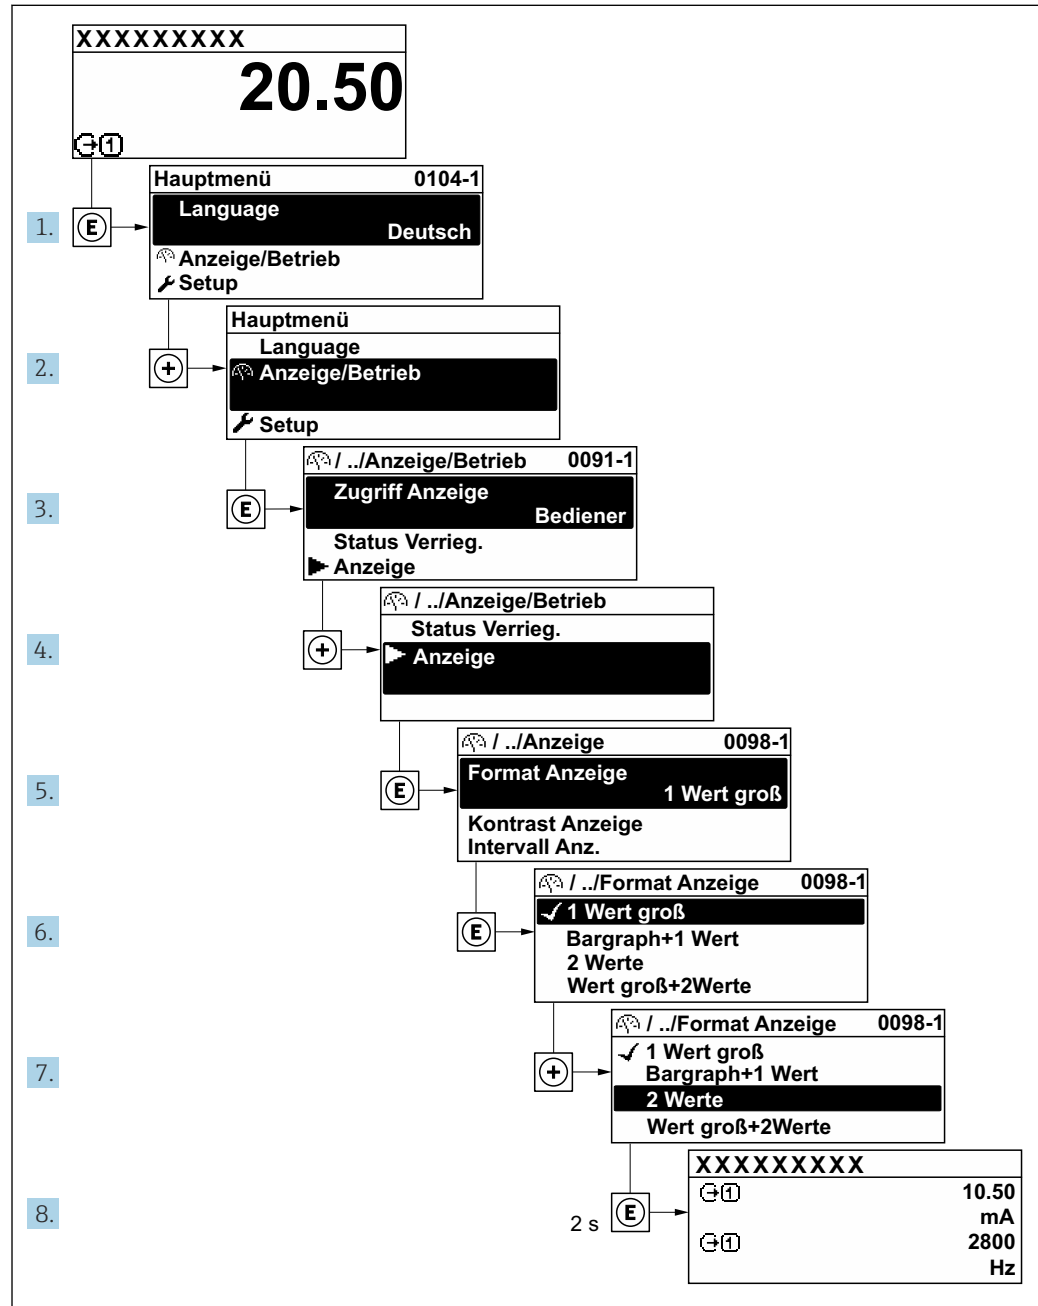 XXXXXXXXX
20.50
1
Hauptmenü 0104-1
1. E Language
Deutsch
Anzeige/Betrieb
Setup
Hauptmenü
Language
2. + Anzeige/Betrieb
Setup
/ ../Anzeige/Betrieb 0091-1
3. E Zugriff Anzeige
Bediener
Status Verrieg.
Anzeige
/ ../Anzeige/Betrieb
Status Verrieg.
4. + Anzeige
/ ../Anzeige 0098-1
5. E Format Anzeige
1 Wert groß
Kontrast Anzeige
Intervall Anz.
/ ../Format Anzeige 0098-1
1 Wert groß
6. E Bargraph+1 Wert
2 Werte
Wert groß+2Werte
/ ../Format Anzeige 0098-1
1 Wert groß
7. + Bargraph+1 Wert
2 Werte
Wert groß+2Werte
XXXXXXXXX
1 10.50
8. 2 s E mA
1 2800
Hz